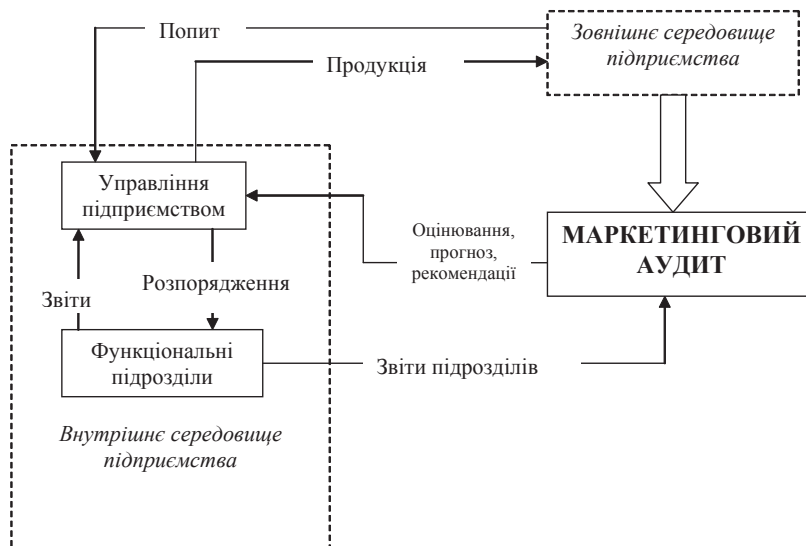 Попит
Зовнішнє середовище
підприємства
Продукція
Управління
підприємством
Оцінювання,
прогноз,
рекомендації
МАРКЕТИНГОВИЙ
АУДИТ
Звіти
Розпорядження
Функціональні
підрозділи
Звіти підрозділів
Внутрішнє середовище
підприємства